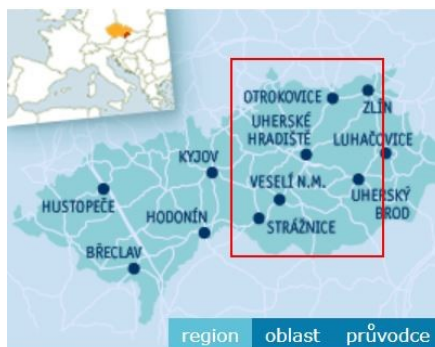 OTROKOVICE
ZLÍN
UHERSKÉ
HRADIŠTĚ
LUHAČOVICE
KYJOV
VESELÍ N.M.
UHERSKÝ
BROD
HUSTOPEČE
HODONÍN
STRÁŽNICE
BŘECLAV
region oblast průvodce